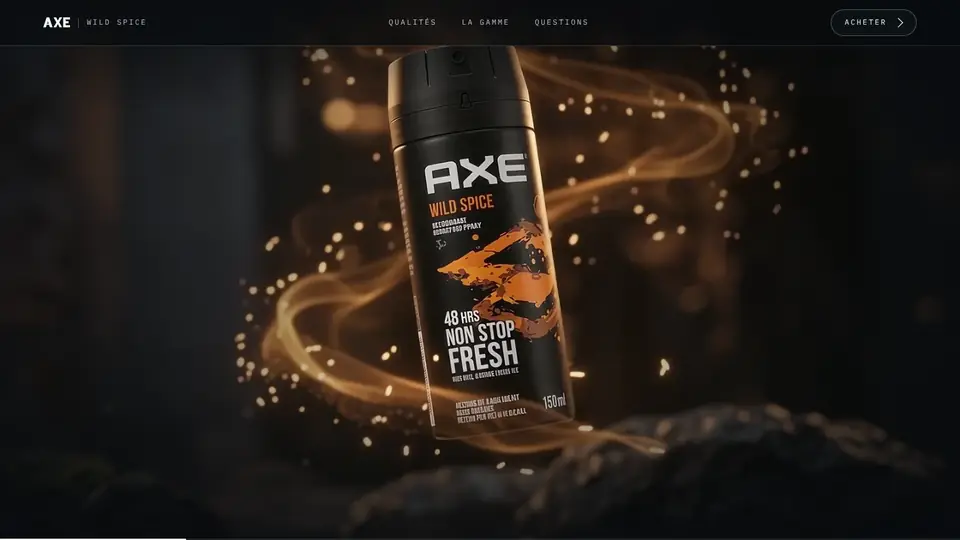 AXE
WILD SPICE
QUALITÉS
LA GAMME
QUESTIONS
ACHETER
AXE
WILD SPICE
48 HRS
NON STOP
FRESH
150ml